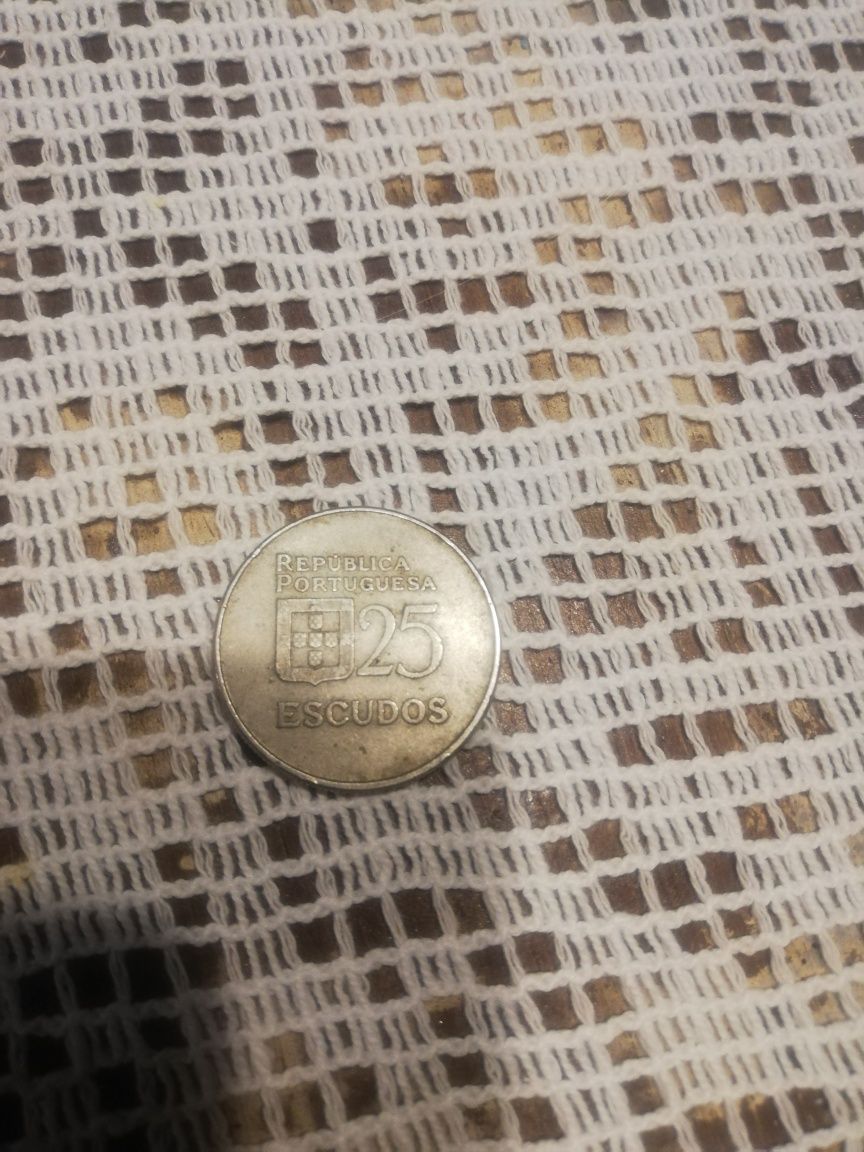 REPÚBLICA
PORTUGUESA
25
ESCUDOS